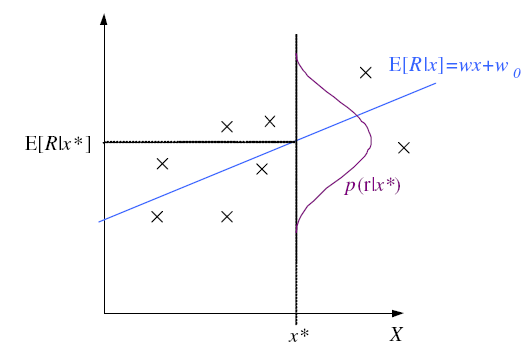 E[R|x]=wx+w₀
E[R|x*]
p(r|x*)
x*
X